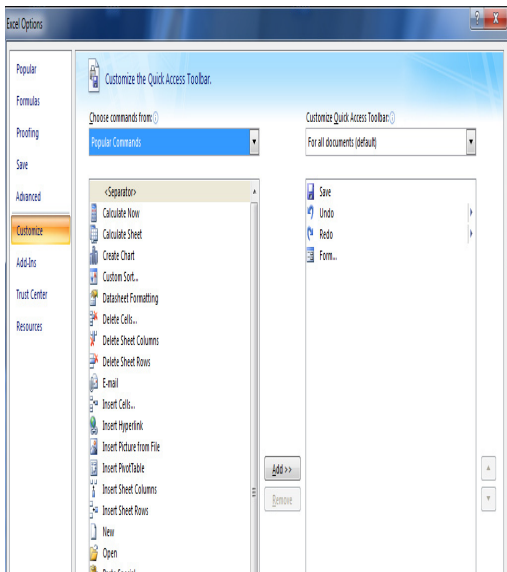 Excel Options
?
X
Popular
Formulas
Proofing
Save
Advanced
Customize
Add-Ins
Trust Center
Resources
Customize the Quick Access Toolbar.
Choose commands from:
Popular Commands
<Separator>
Calculate Now
Calculate Sheet
Create Chart
Custom Sort...
Datasheet Formatting
Delete Cells...
Delete Sheet Columns
Delete Sheet Rows
E-mail
Insert Cells...
Insert Hyperlink
Insert Picture from File
Insert PivotTable
Insert Sheet Columns
Insert Sheet Rows
New
Open
Add >>
Remove
Customize Quick Access Toolbar:
For all documents (default)
Save
Undo
Redo
Form...